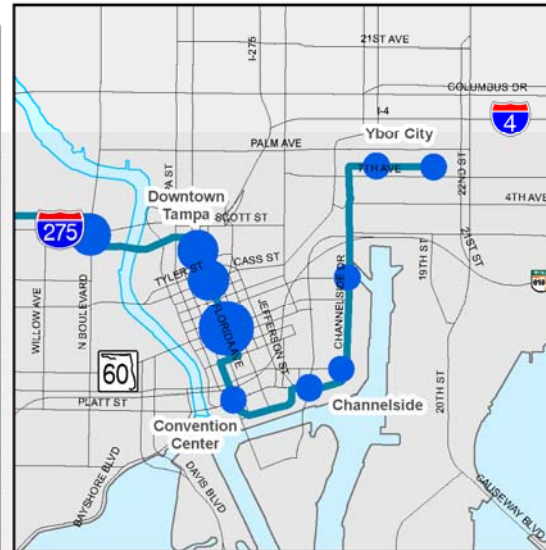 21ST AVE
I-275
COLUMBUS DR
I-4
4
Ybor City
PALM AVE
7TH AVE
22ND ST
4TH AVE
Downtown
Tampa
PA ST
SCOTT ST
275
CASS ST
TYLER ST
21ST ST
19TH ST
WILLOW AVE
N BOULEVARD
FLORIDA AVE
JEFFERSON ST
CHANNELSIDE DR
60
PLATT ST
Channelside
20TH ST
Convention
Center
BAYSHORE BLVD
DAVIS BLVD
CAUSEWAY BLVD